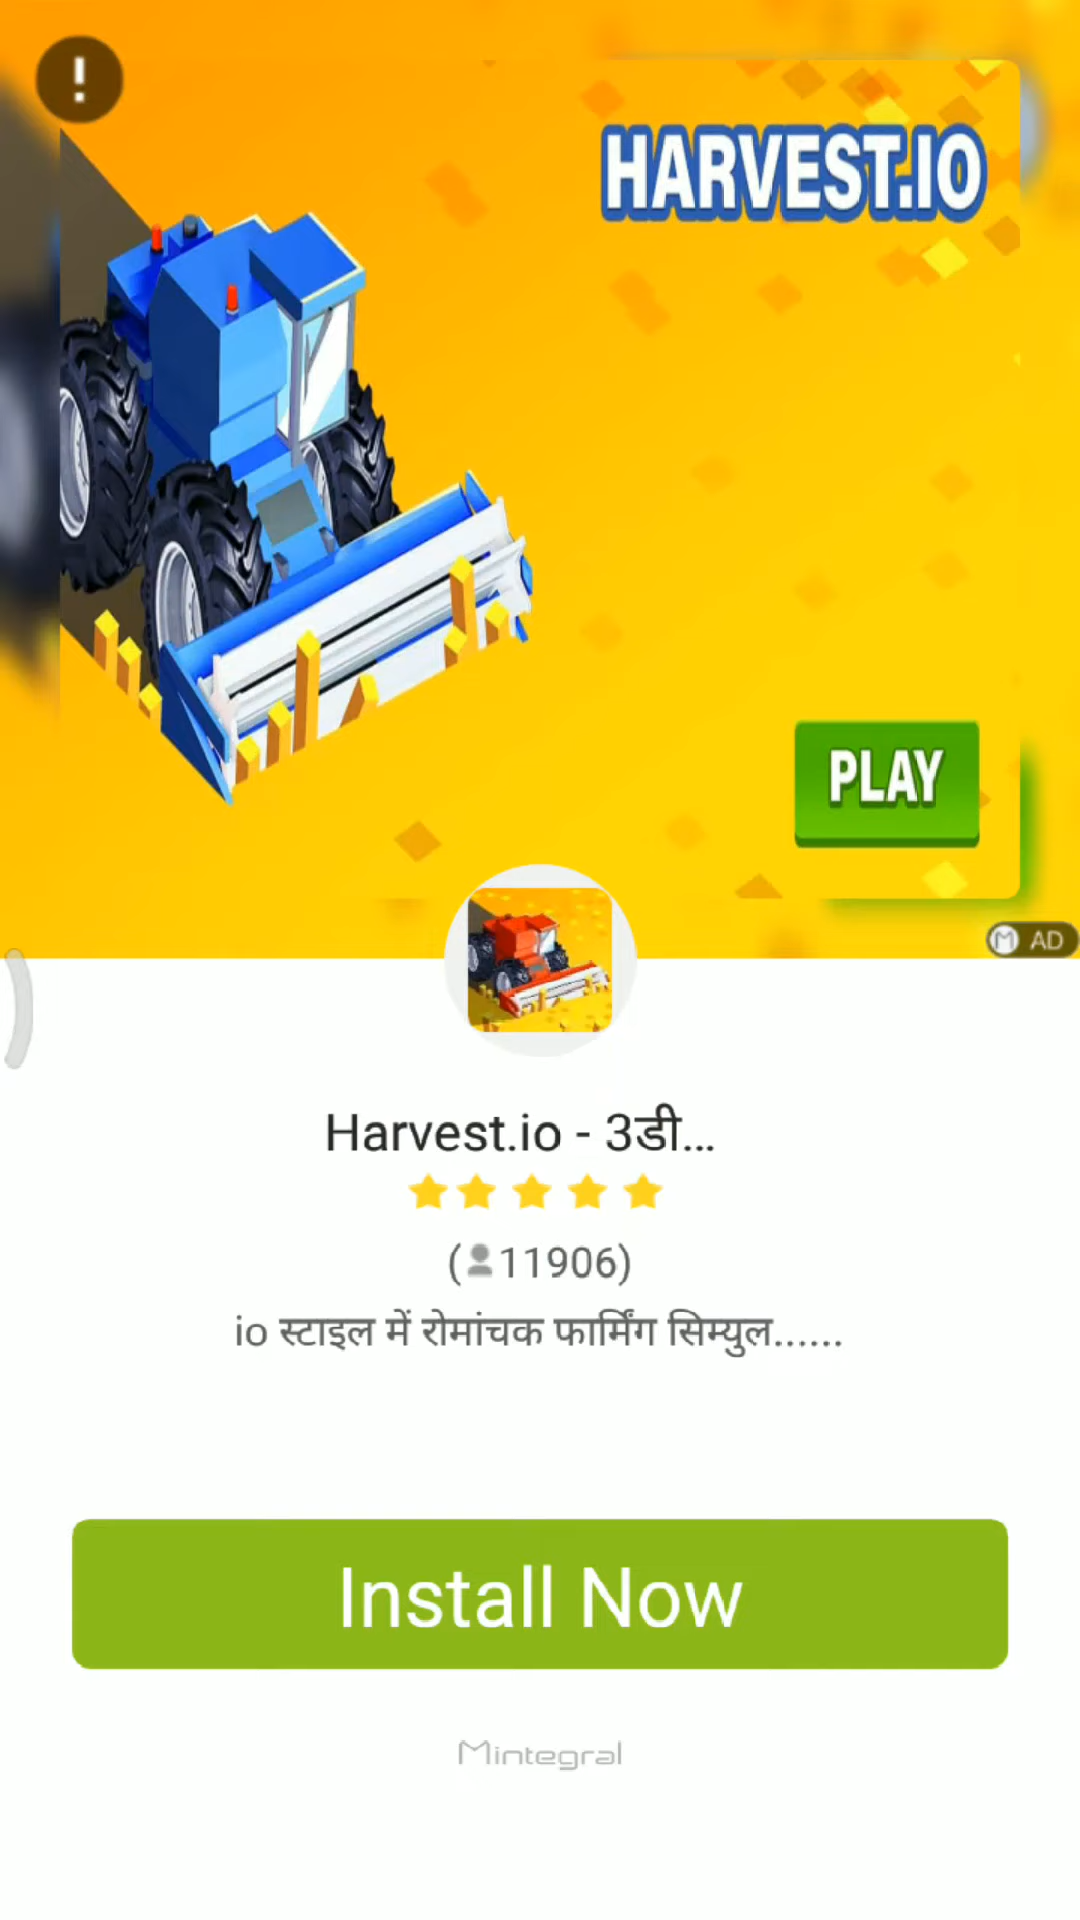 HARVEST.IO
PLAY
AD
Harvest.io - 3डी...
(11906)
io स्टाइल में रोमांचक फार्मिंग सिम्युल......
Install Now
Mintegral